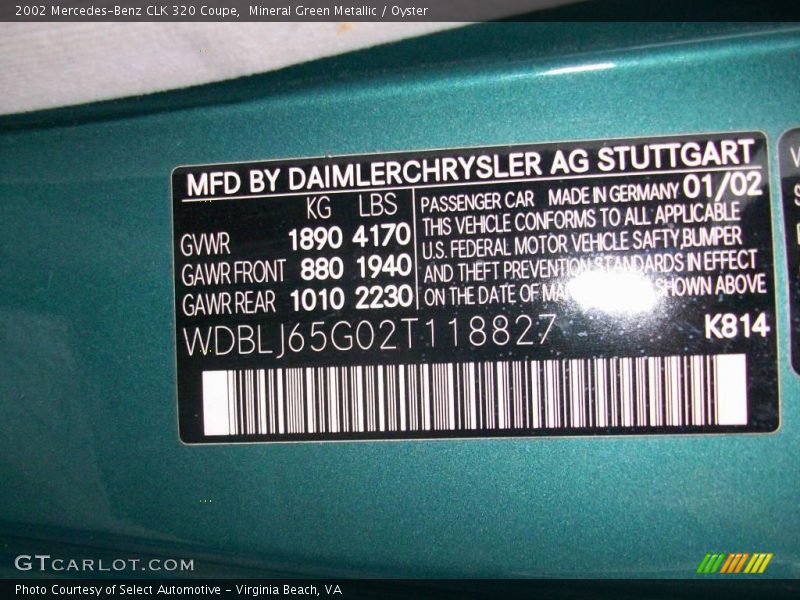 2002 Mercedes-Benz CLK 320 Coupe, Mineral Green Metallic / Oyster
MFD BY DAIMLERCHRYSLER AG STUTTGART
KG LBS
GVWR 1890 4170
GAWR FRONT 880 1940
GAWR REAR 1010 2230
PASSENGER CAR MADE IN GERMANY 01/02
THIS VEHICLE CONFORMS TO ALL APPLICABLE
U.S. FEDERAL MOTOR VEHICLE SAFTY,BUMPER
AND THEFT PREVENTION STANDARDS IN EFFECT
ON THE DATE OF SHOWN ABOVE
WDBLJ65G02T118827 K814
GTCARLOT.COM
Photo Courtesy of Select Automotive - Virginia Beach, VA